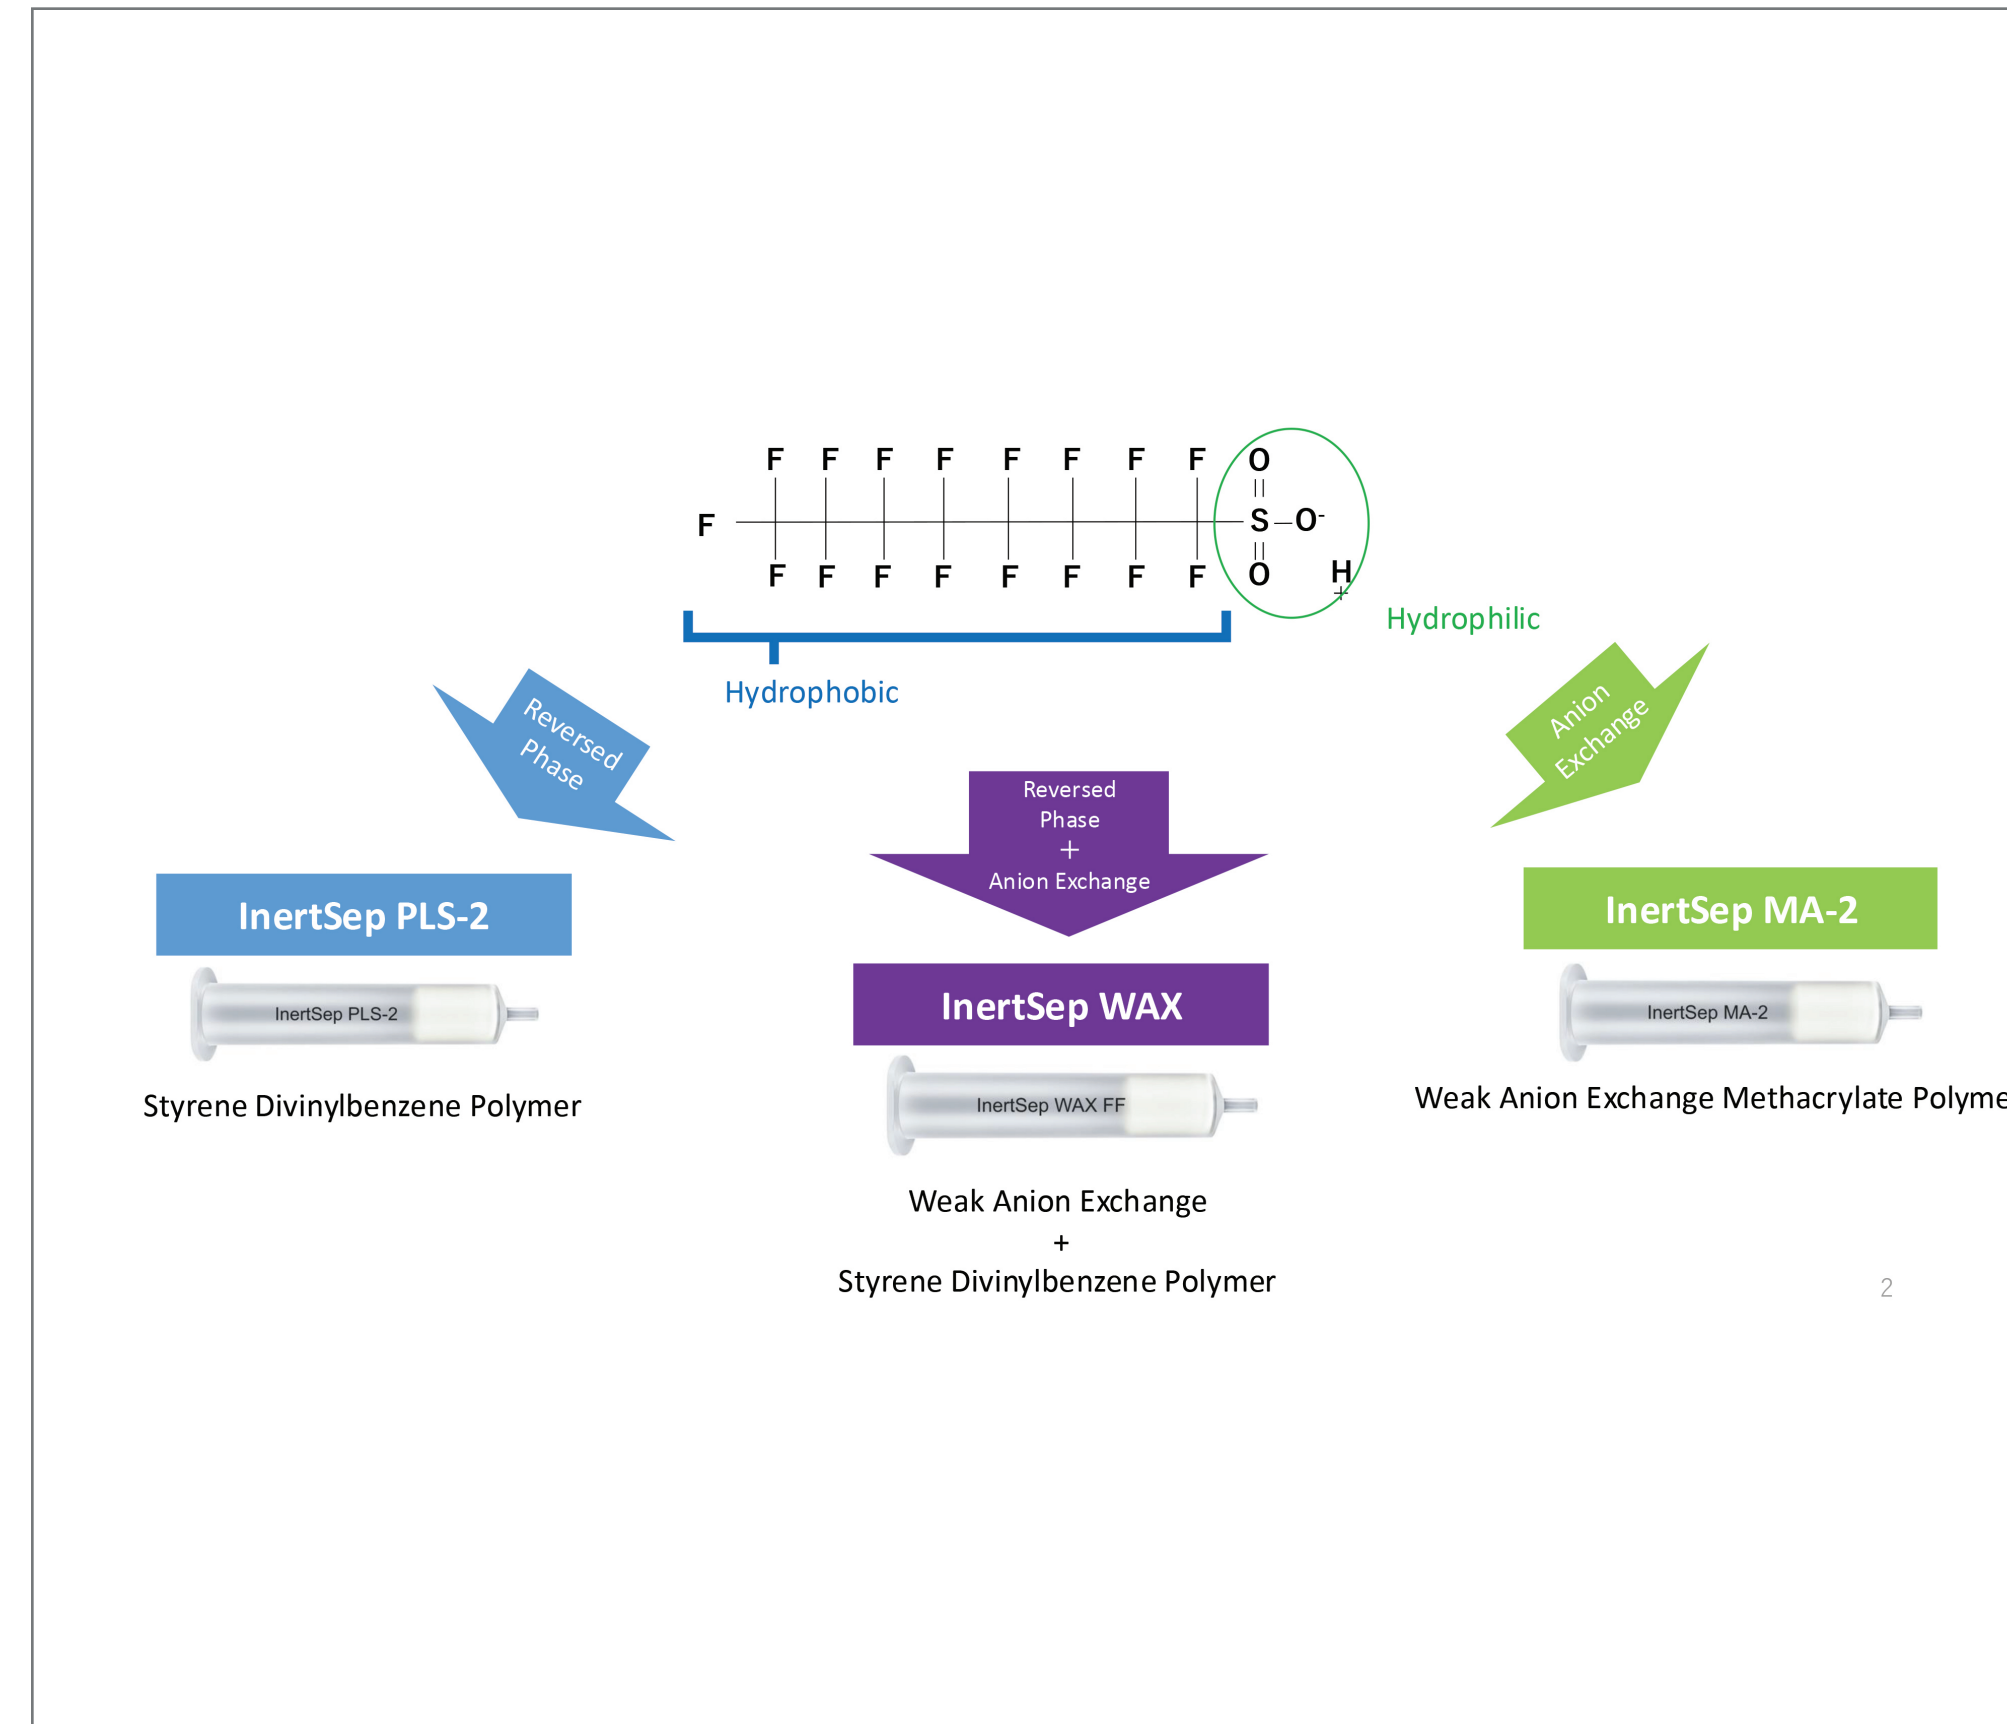 F F F F F F F F O
F S O-
F F F F F F F F O H
+
Hydrophilic
Hydrophobic
Reversed
Phase
Anion
Exchange
Reversed
Phase
+
Anion Exchange
InertSep PLS-2
InertSep MA-2
InertSep WAX
InertSep PLS-2
InertSep MA-2
Styrene Divinylbenzene Polymer
InertSep WAX FF
Weak Anion Exchange Methacrylate Polyme
Weak Anion Exchange
+
Styrene Divinylbenzene Polymer
2